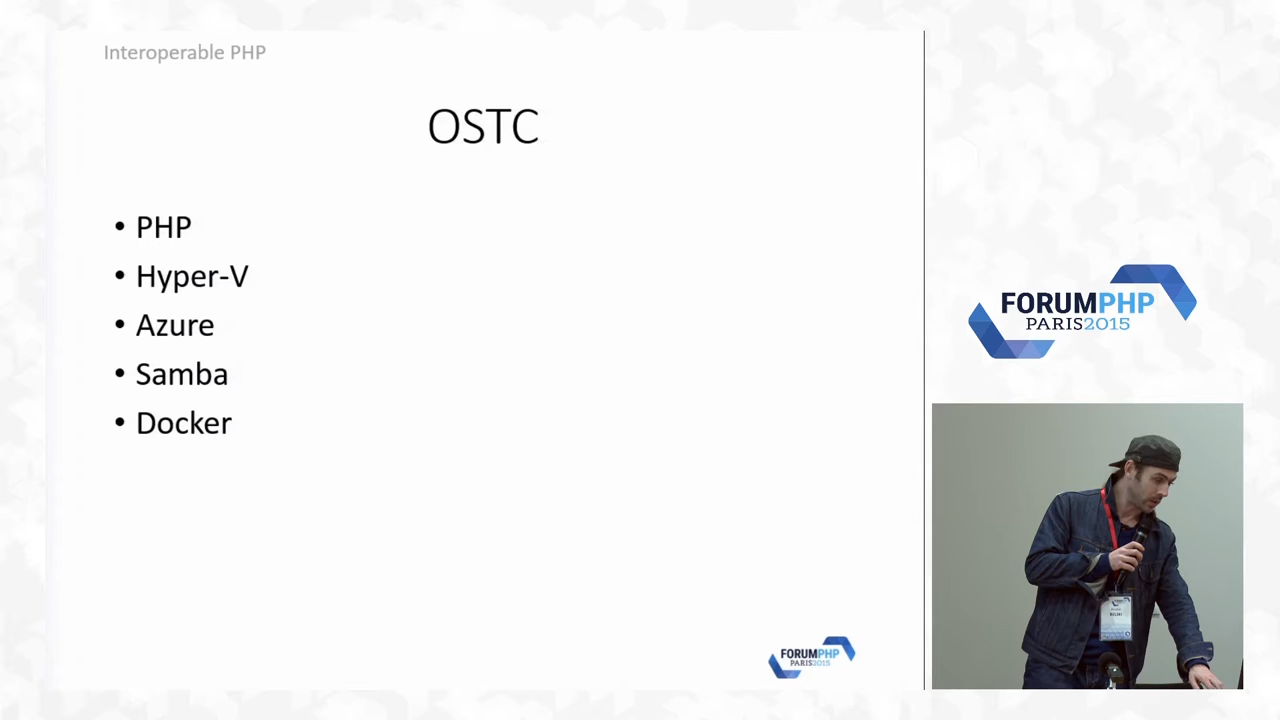 Interoperable PHP
OSTC
• PHP
• Hyper-V
• Azure
• Samba
• Docker
FORUMPHP
PARIS2015
FORUMPHP
PARIS2015